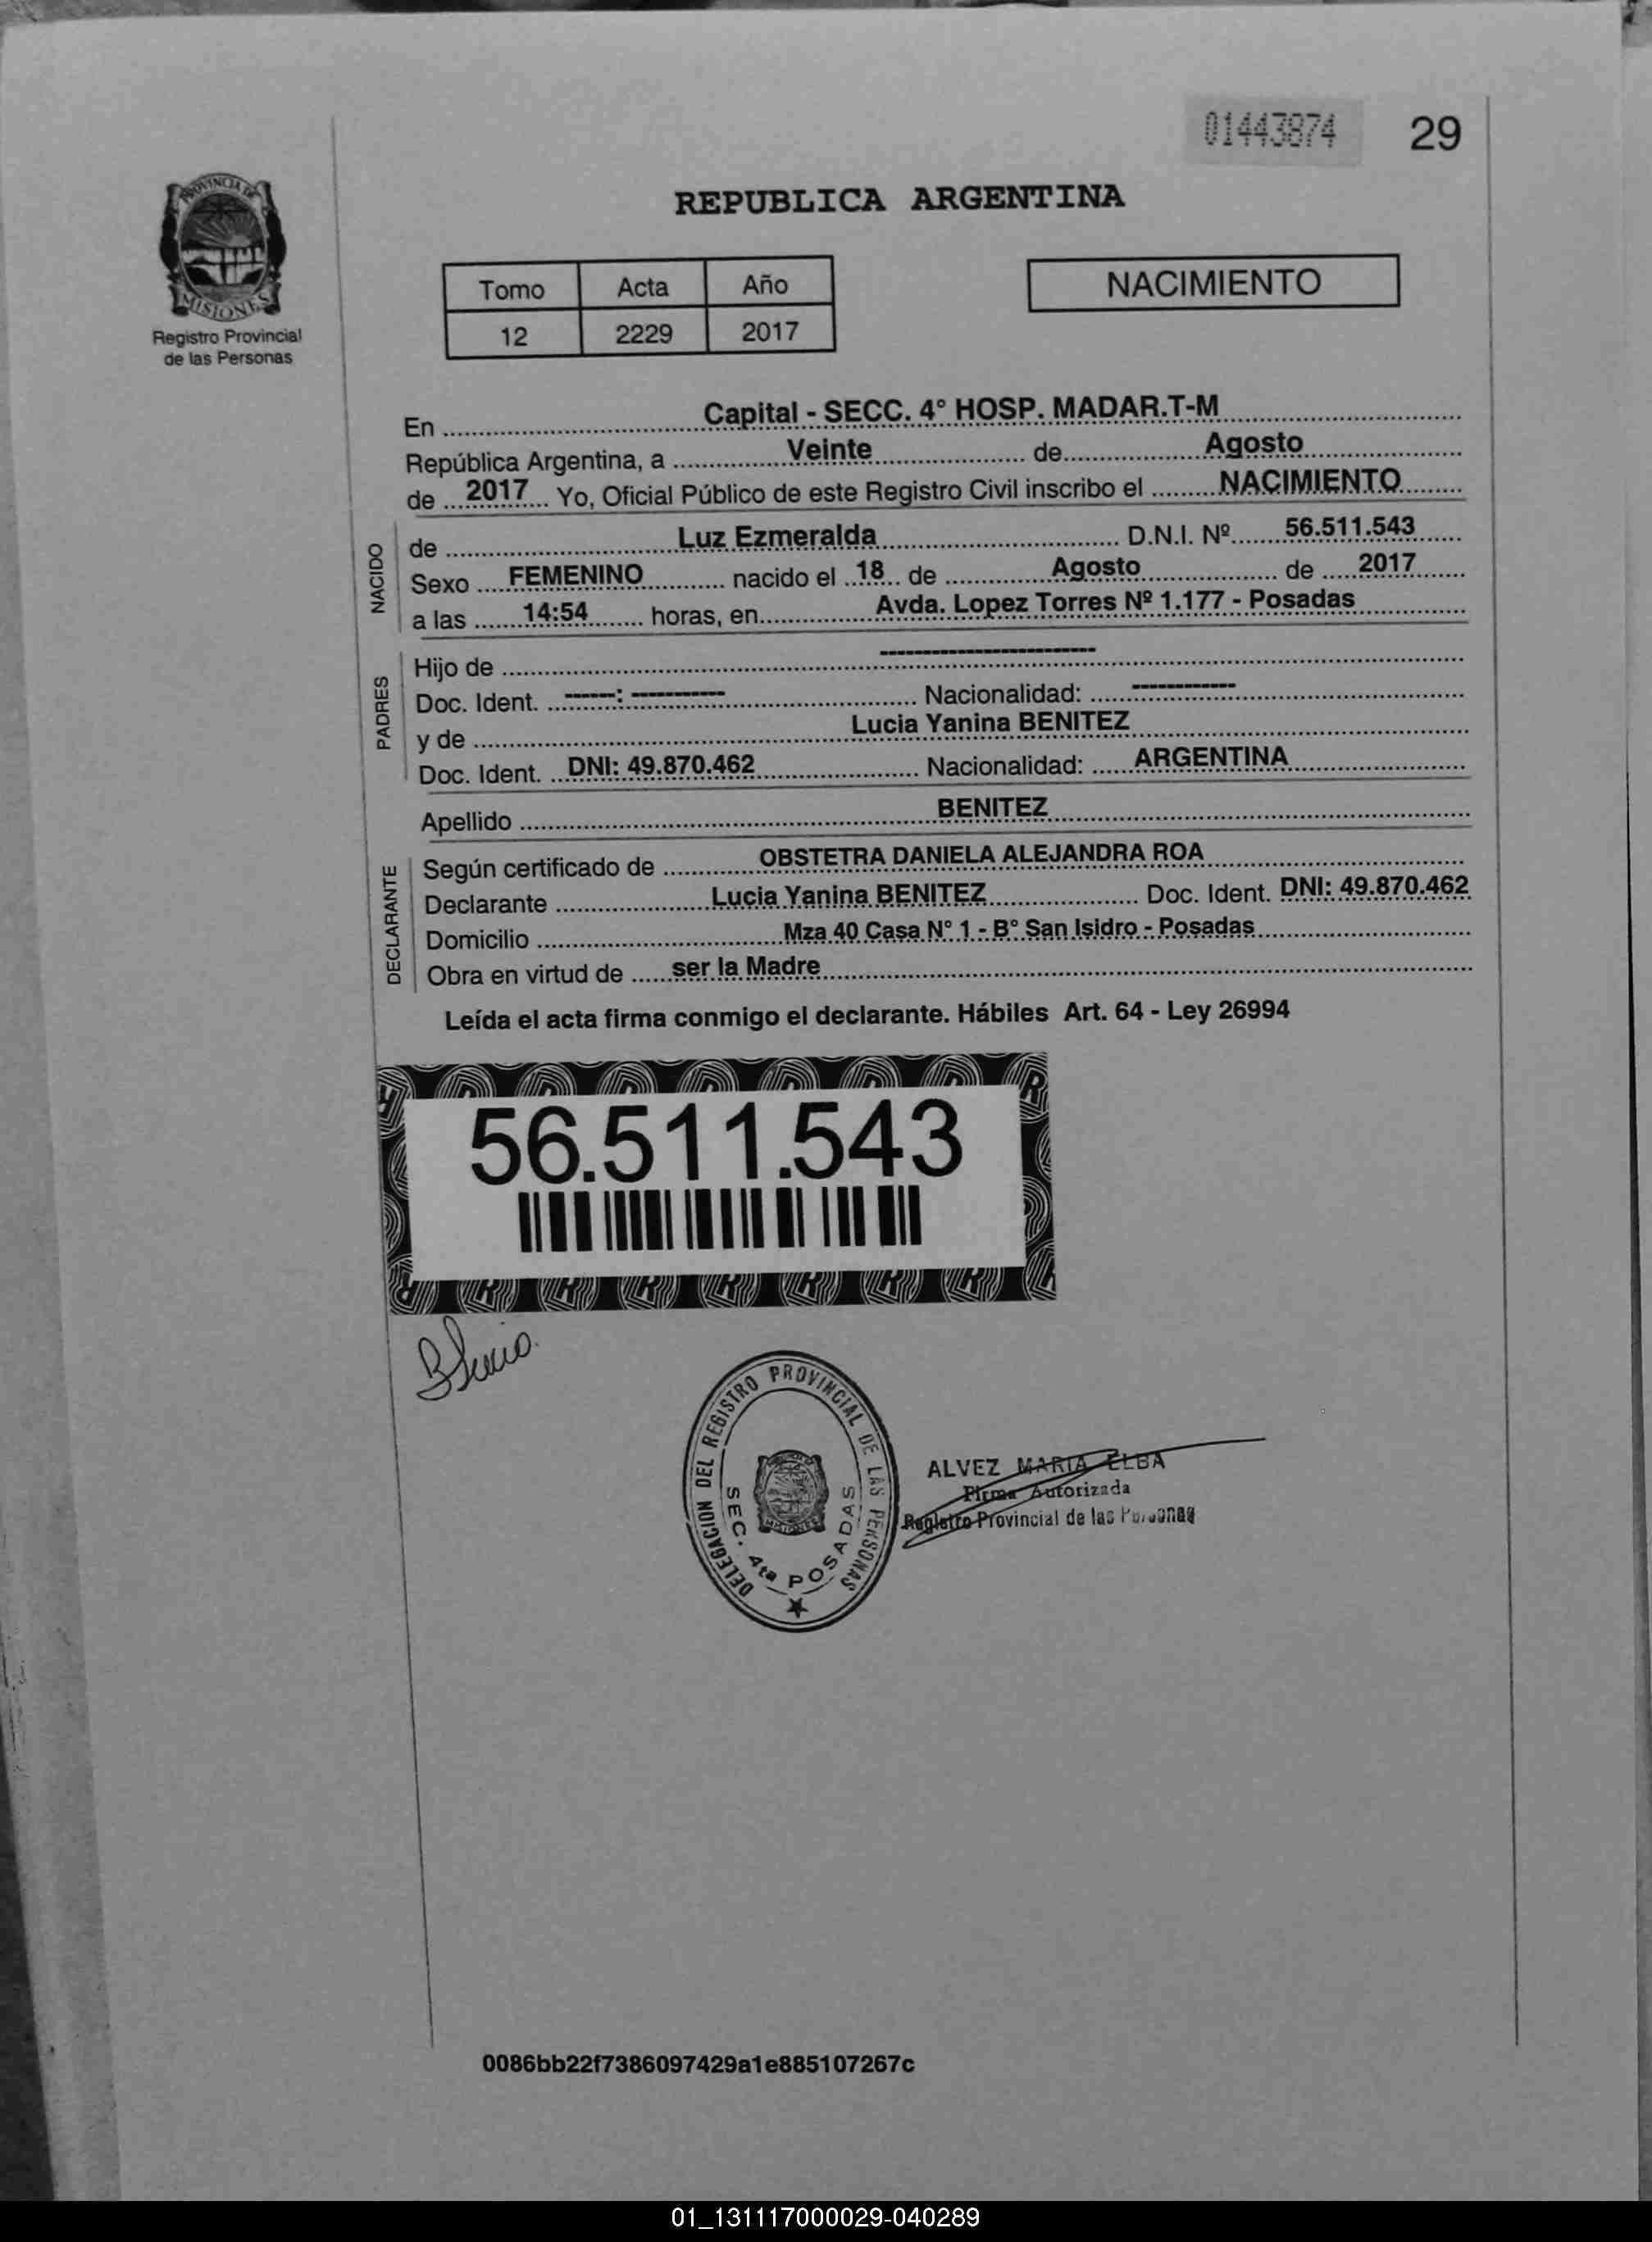 01443874 29
PROVINCIA DE
MISIONES
Registro Provincial
de las Personas
REPUBLICA ARGENTINA
Tomo Acta Año
12 2229 2017
NACIMIENTO
En Capital - SECC. 4° HOSP. MADAR.T-M
República Argentina, a Veinte de Agosto
de 2017 Yo, Oficial Público de este Registro Civil inscribo el NACIMIENTO
NACIDO
de Luz Ezmeralda D.N.I. Nº 56.511.543
Sexo FEMENINO nacido el 18 de Agosto de 2017
a las 14:54 horas, en Avda. Lopez Torres Nº 1.177 - Posadas
PADRES
Hijo de ------------------------
Doc. Ident. ------: ----------- Nacionalidad: ------------
y de Lucia Yanina BENITEZ
Doc. Ident. DNI: 49.870.462 Nacionalidad: ARGENTINA
Apellido BENITEZ
DECLARANTE
Según certificado de OBSTETRA DANIELA ALEJANDRA ROA
Declarante Lucia Yanina BENITEZ Doc. Ident. DNI: 49.870.462
Domicilio Mza 40 Casa N° 1 - B° San Isidro - Posadas
Obra en virtud de ser la Madre
Leída el acta firma conmigo el declarante. Hábiles Art. 64 - Ley 26994
56.511.543
DELEGACION DEL REGISTRO PROVINCIAL DE LAS PERSONAS
SEC. 4ta POSADAS
ALVEZ MARIA ELBA
Firma Autorizada
Registro Provincial de las Personas
0086bb22f7386097429a1e885107267c
01_131117000029-040289